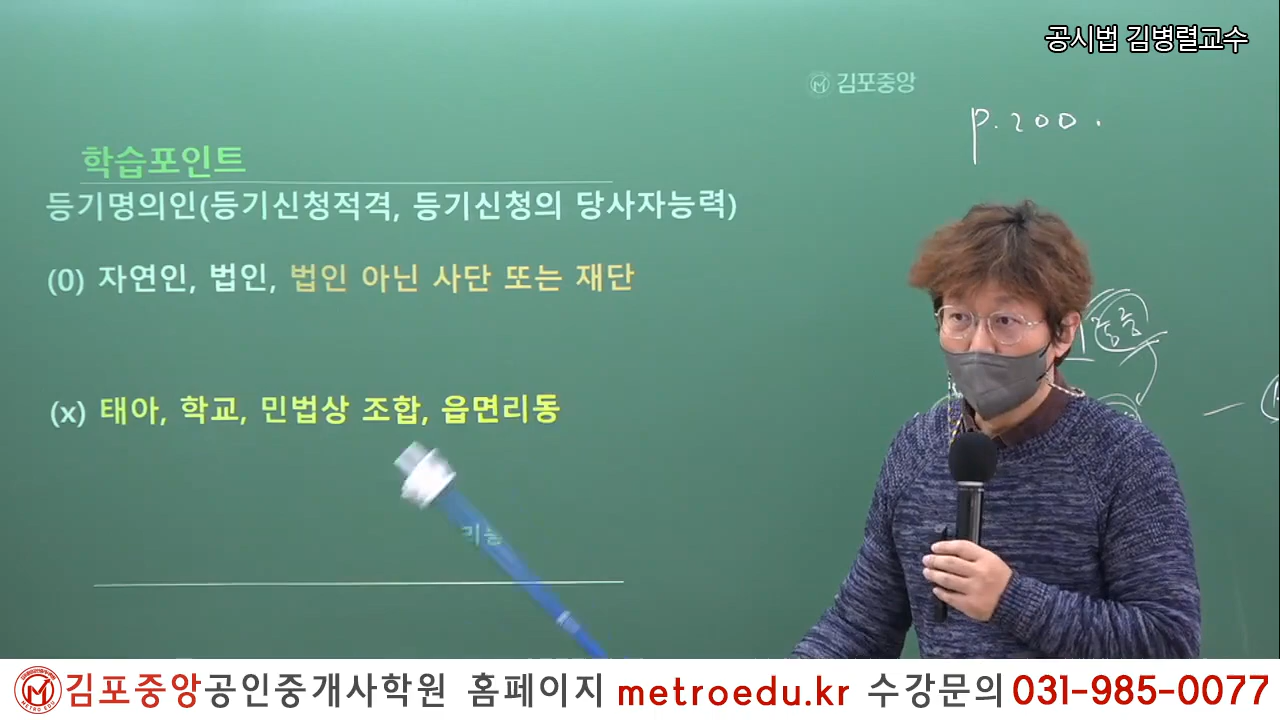 공시법 김병렬교수
김포중앙
p.200.
학습포인트
등기명의인(등기신청적격, 등기신청의 당사자능력)
(0) 자연인, 법인, 법인 아닌 사단 또는 재단
(x) 태아, 학교, 민법상 조합, 읍면리동
김포중앙공인중개사학원 홈페이지 metroedu.kr 수강문의 031-985-0077